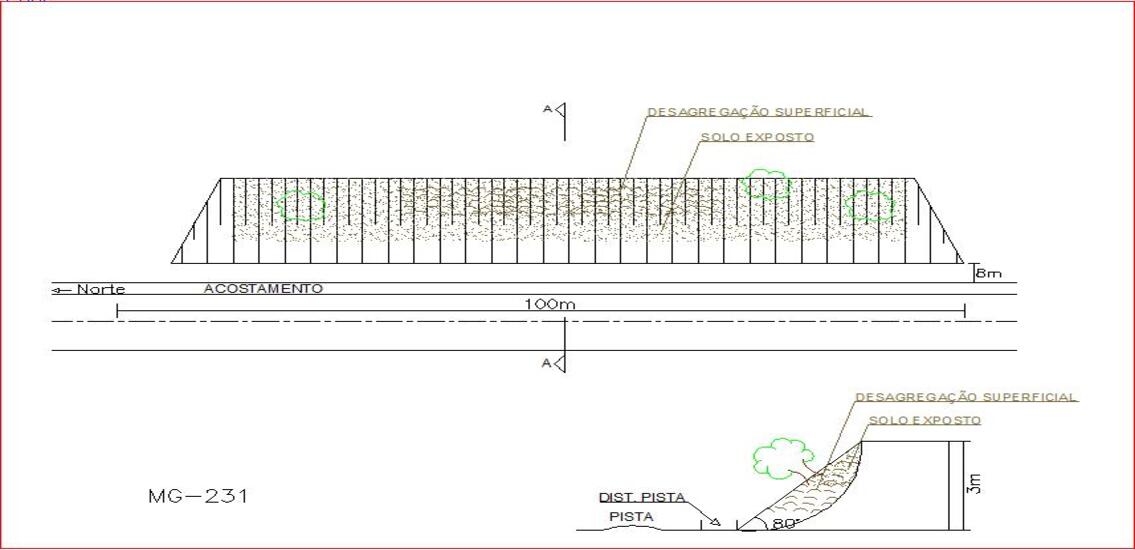 A
DESAGREGAÇÃO SUPERFICIAL
SOLO EXPOSTO
8m
Norte
ACOSTAMENTO
100m
A
DESAGREGAÇÃO SUPERFICIAL
SOLO EXPOSTO
MG-231
DIST. PISTA
PISTA
80°
3m